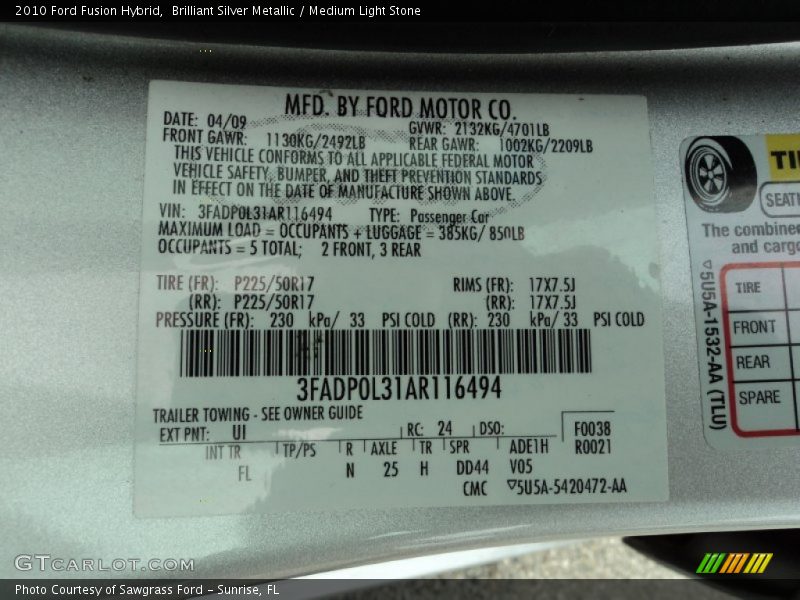 2010 Ford Fusion Hybrid, Brilliant Silver Metallic / Medium Light Stone
MFD. BY FORD MOTOR CO.
DATE: 04/09 GVWR: 2132KG/4701LB
FRONT GAWR: 1130KG/2492LB REAR GAWR: 1002KG/2209LB
THIS VEHICLE CONFORMS TO ALL APPLICABLE FEDERAL MOTOR
VEHICLE SAFETY, BUMPER, AND THEFT PREVENTION STANDARDS
IN EFFECT ON THE DATE OF MANUFACTURE SHOWN ABOVE.
VIN: 3FADP0L31AR116494 TYPE: Passenger Car
MAXIMUM LOAD = OCCUPANTS + LUGGAGE = 385KG/ 850LB
OCCUPANTS = 5 TOTAL; 2 FRONT, 3 REAR
TIRE (FR): P225/50R17 RIMS (FR): 17X7.5J
(RR): P225/50R17 (RR): 17X7.5J
PRESSURE (FR): 230 kPa/ 33 PSI COLD (RR): 230 kPa/ 33 PSI COLD
3FADP0L31AR116494
TRAILER TOWING - SEE OWNER GUIDE
EXT PNT: UI RC: 24 DSO: F0038
INT TR TP/PS R AXLE TR SPR ADE1H R0021
FL N 25 H DD44 V05
CMC ▽5U5A-5420472-AA
TI
SEAT
The combine
and cargo
TIRE
FRONT
REAR
SPARE
▽5U5A-1532-AA (TLU)
GTCARLOT.COM
Photo Courtesy of Sawgrass Ford - Sunrise, FL